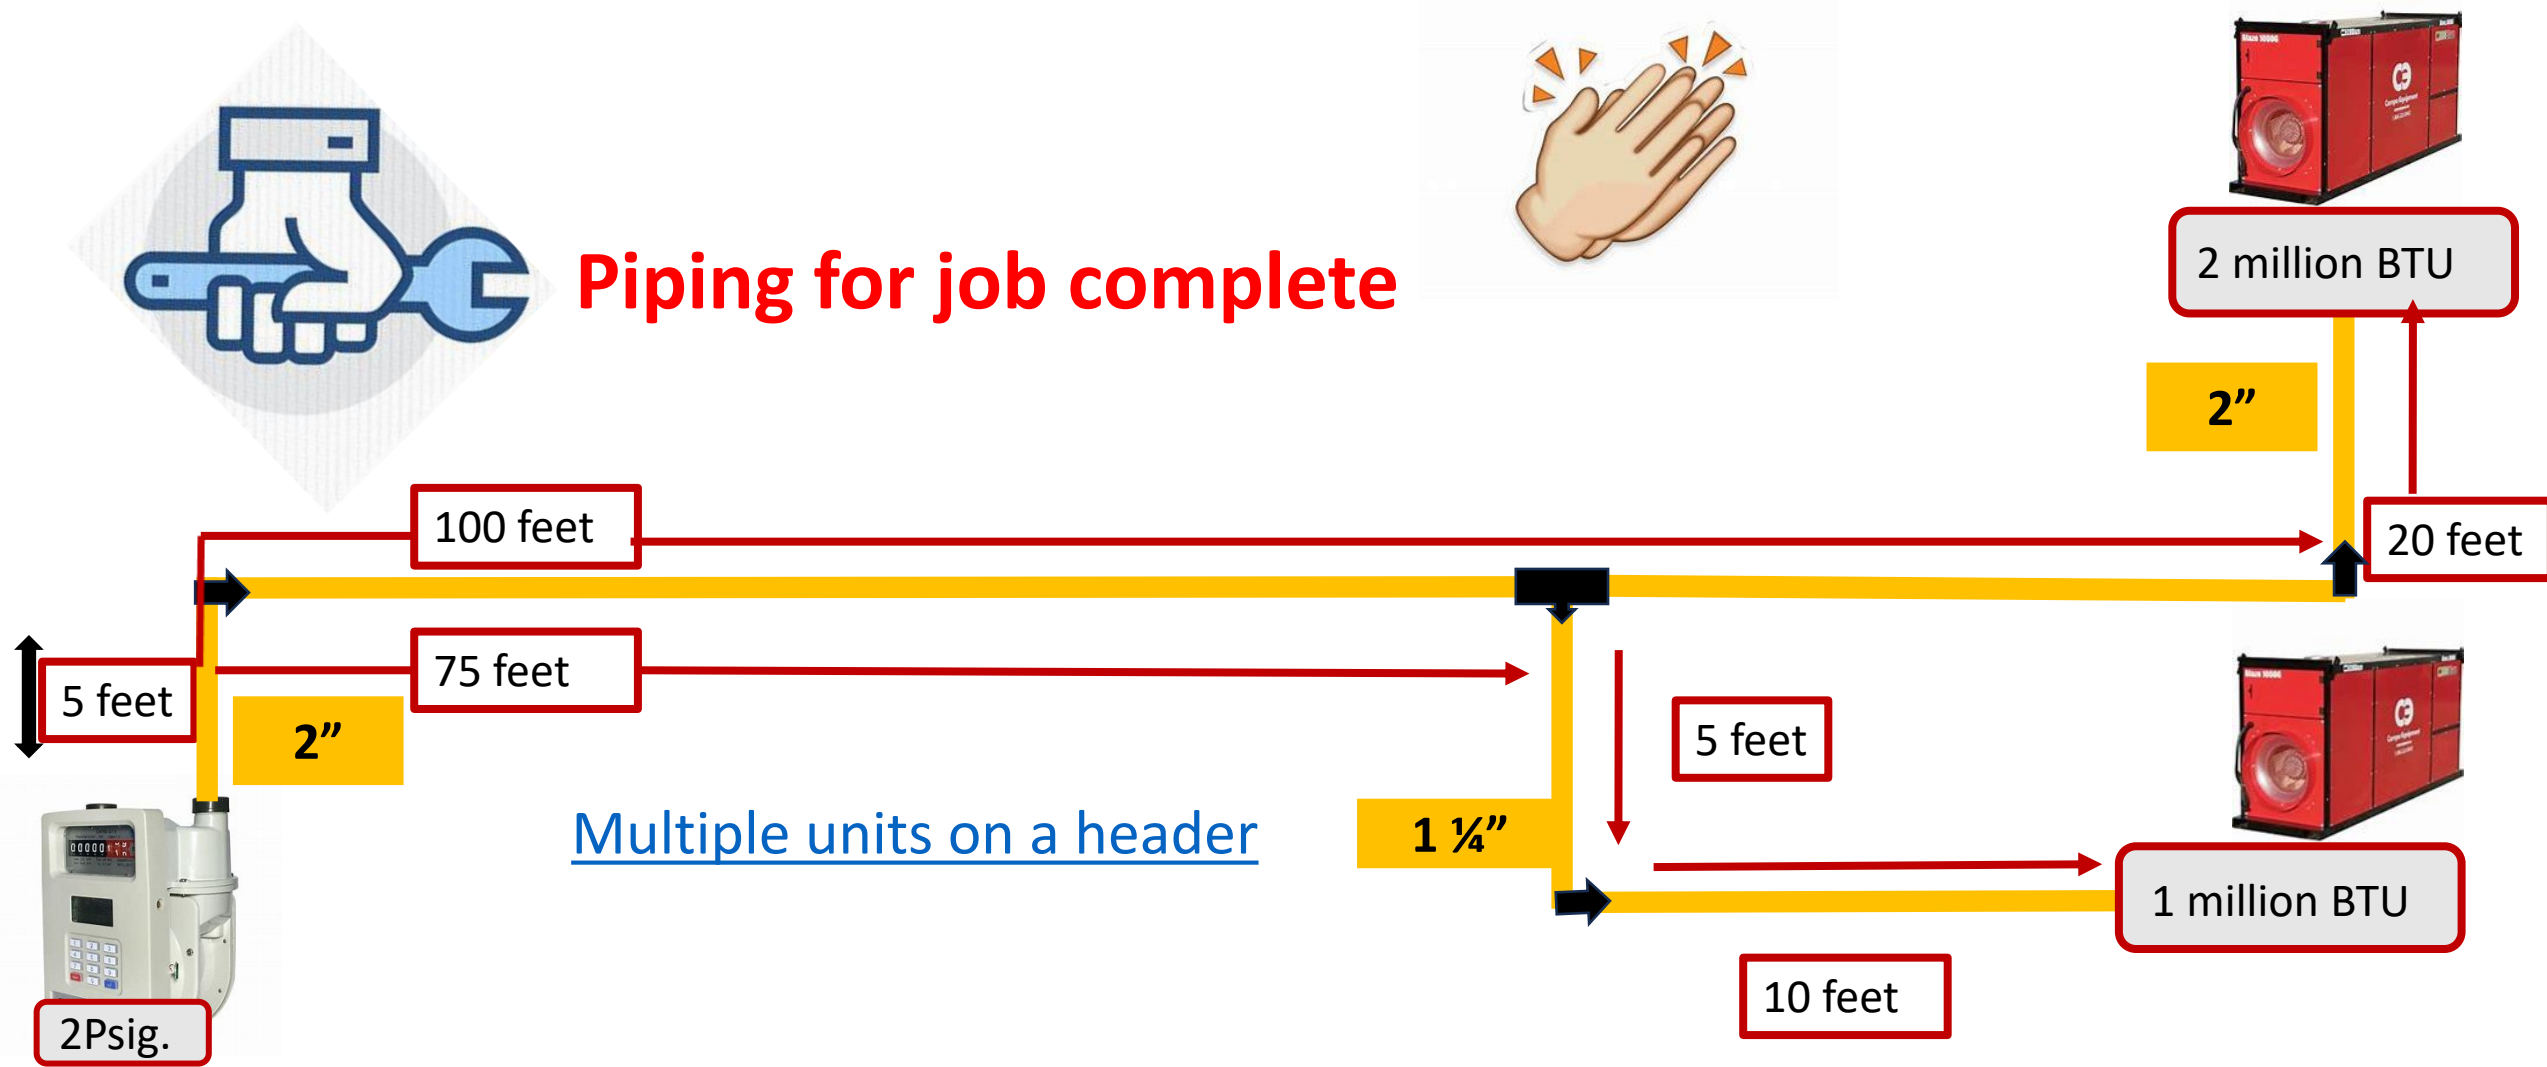 Piping for job complete
2 million BTU
2”
100 feet
20 feet
75 feet
5 feet
2”
5 feet
Multiple units on a header
1 ¼”
1 million BTU
10 feet
2Psig.